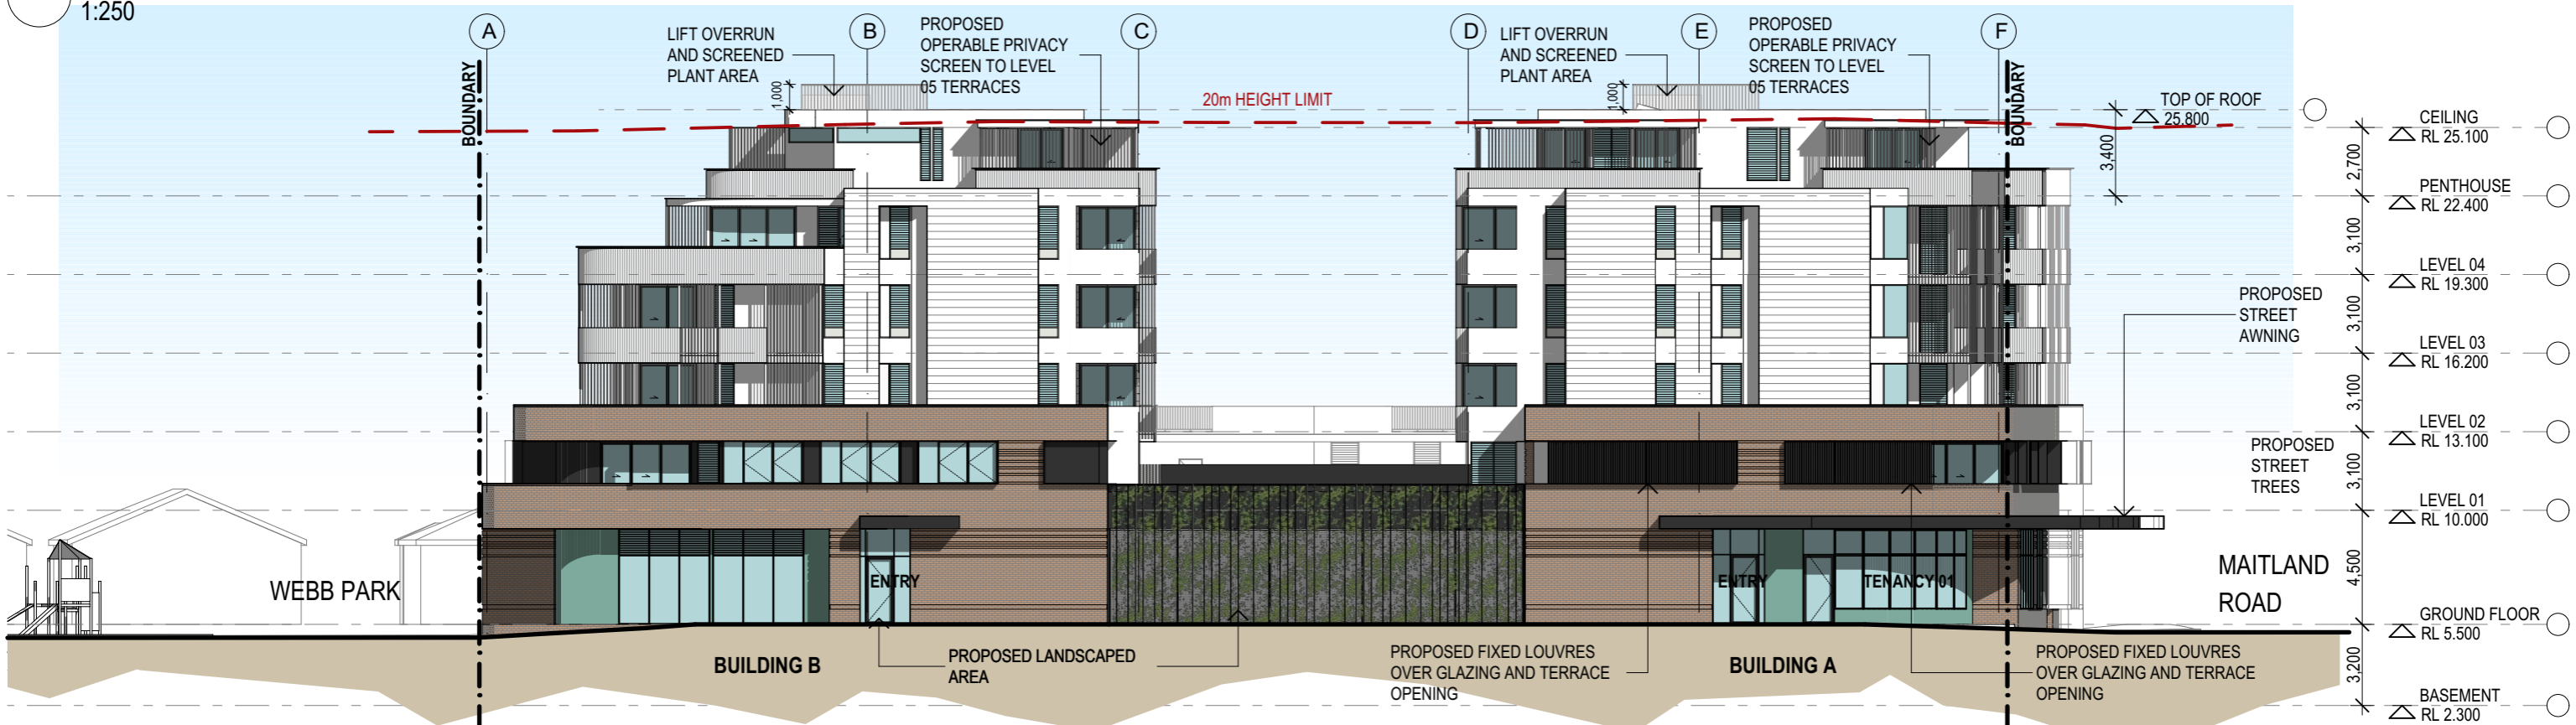 1:250
A
B
C
D
E
F
BOUNDARY
LIFT OVERRUN
AND SCREENED
PLANT AREA
1,000
PROPOSED
OPERABLE PRIVACY
SCREEN TO LEVEL
05 TERRACES
20m HEIGHT LIMIT
LIFT OVERRUN
AND SCREENED
PLANT AREA
1,000
PROPOSED
OPERABLE PRIVACY
SCREEN TO LEVEL
05 TERRACES
BOUNDARY
TOP OF ROOF
25.800
3,400
CEILING
RL 25.100
2,700
PENTHOUSE
RL 22.400
3,100
LEVEL 04
RL 19.300
3,100
LEVEL 03
RL 16.200
3,100
LEVEL 02
RL 13.100
3,100
LEVEL 01
RL 10.000
4,500
GROUND FLOOR
RL 5.500
3,200
BASEMENT
RL 2.300
PROPOSED
STREET
AWNING
PROPOSED
STREET
TREES
MAITLAND
ROAD
WEBB PARK
ENTRY
ENTRY
TENANCY 01
BUILDING B
PROPOSED LANDSCAPED
AREA
PROPOSED FIXED LOUVRES
OVER GLAZING AND TERRACE
OPENING
BUILDING A
PROPOSED FIXED LOUVRES
OVER GLAZING AND TERRACE
OPENING